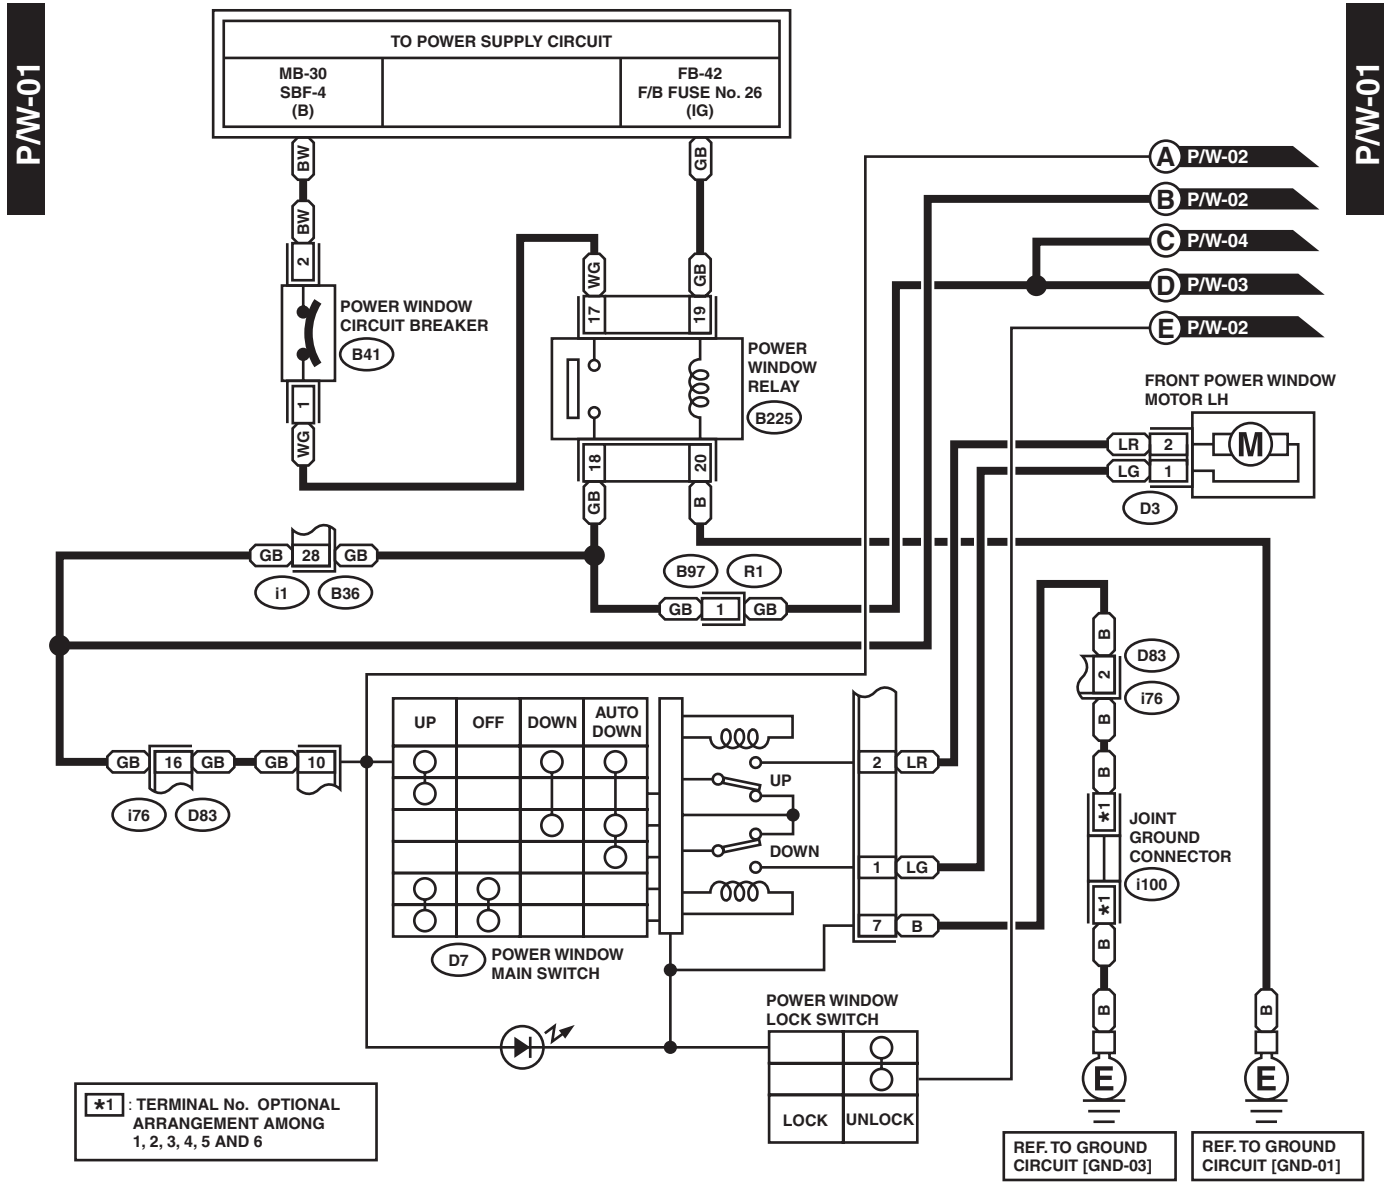 P/W-01
P/W-01
TO POWER SUPPLY CIRCUIT
MB-30
SBF-4
(B)
FB-42
F/B FUSE No. 26
(IG)
BW
GB
BW
2
POWER WINDOW
CIRCUIT BREAKER
B41
1
WG
WG
GB
17
19
POWER
WINDOW
RELAY
B225
18
20
GB
B
A P/W-02
B P/W-02
C P/W-04
D P/W-03
E P/W-02
FRONT POWER WINDOW
MOTOR LH
LR 2
LG 1
M
D3
GB 28 GB
i1 B36
B97 R1
GB 1 GB
B
D83
2
i76
B
B
*1
JOINT
GROUND
CONNECTOR
i100
*1
B
B
B
E
E
REF. TO GROUND
CIRCUIT [GND-03]
REF. TO GROUND
CIRCUIT [GND-01]
GB 16 GB
GB 10
i76 D83
UP OFF DOWN AUTO
DOWN
UP
DOWN
2 LR
1 LG
7 B
D7
POWER WINDOW
MAIN SWITCH
POWER WINDOW
LOCK SWITCH
LOCK UNLOCK
*1 : TERMINAL No. OPTIONAL
ARRANGEMENT AMONG
1, 2, 3, 4, 5 AND 6